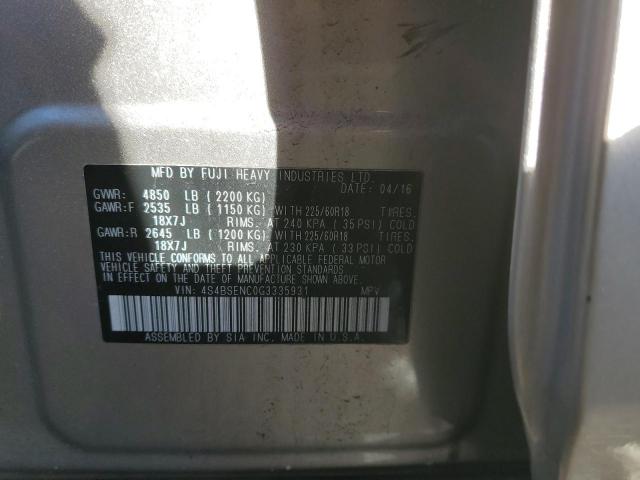 MFD BY FUJI HEAVY INDUSTRIES LTD.
DATE: 04/16
GVWR: 4850 LB ( 2200 KG)
GAWR:F 2535 LB ( 1150 KG) WITH 225/60R18 TIRES.
18X7J RIMS. AT 240 KPA ( 35 PSI) COLD
GAWR:R 2645 LB ( 1200 KG) WITH 225/60R18 TIRES.
18X7J RIMS. AT 230 KPA ( 33 PSI) COLD
THIS VEHICLE CONFORMS TO ALL APPLICABLE FEDERAL MOTOR
VEHICLE SAFETY AND THEFT PREVENTION STANDARDS
IN EFFECT ON THE DATE OF MANUFACTURE SHOWN ABOVE.
VIN: 4S4BSENC0G3335931 MPV
ASSEMBLED BY SIA INC. MADE IN U.S.A.